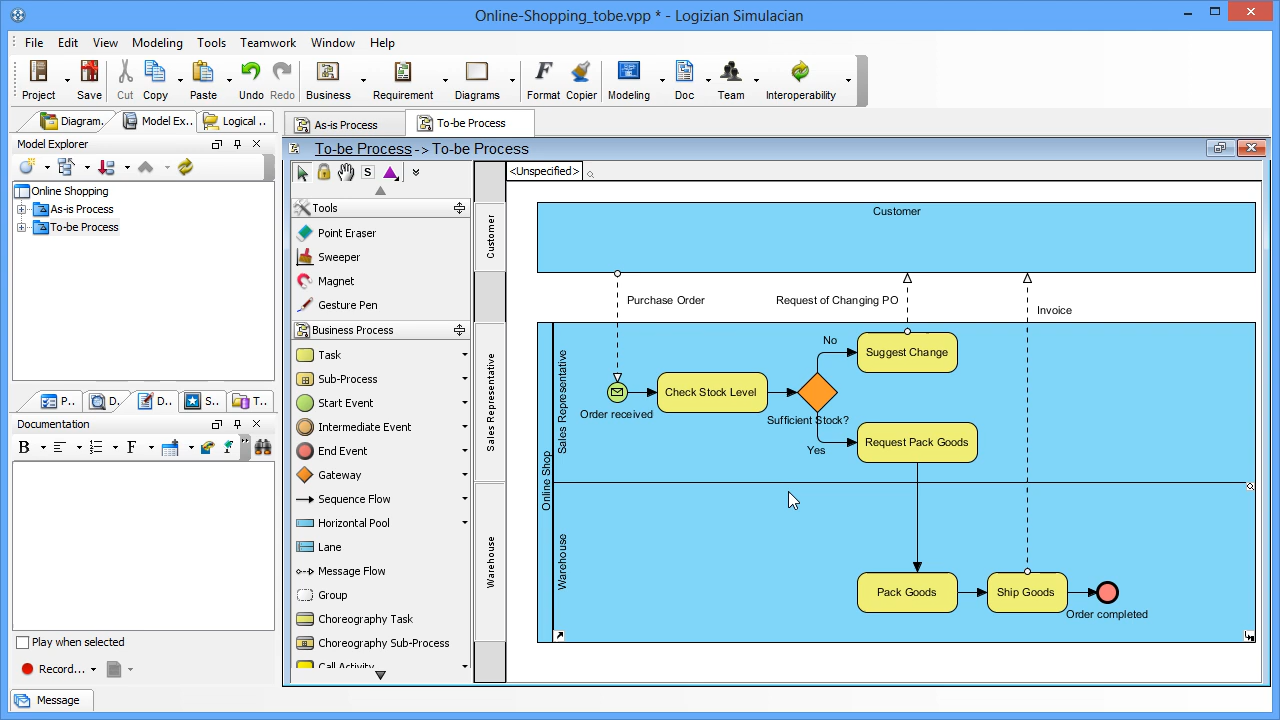 Online-Shopping_tobe.vpp * - Logizian Simulacian
File Edit View Modeling Tools Teamwork Window Help
Project Save Cut Copy Paste Undo Redo Business Requirement Diagrams Format Copier Modeling Doc Team Interoperability
Diagram. Model Ex.. Logical ..
As-is Process To-be Process
Model Explorer
To-be Process -> To-be Process
<Unspecified>
Online Shopping
As-is Process
To-be Process
Tools
Point Eraser
Sweeper
Magnet
Gesture Pen
Business Process
Task
Sub-Process
Start Event
Intermediate Event
End Event
Gateway
Sequence Flow
Horizontal Pool
Lane
Message Flow
Group
Choreography Task
Choreography Sub-Process
Call Activity
P.. D. D.. S.. T..
Documentation
B F
Play when selected
Record...
Message
Customer
Sales Representative
Warehouse
Customer
Purchase Order
Request of Changing PO
Invoice
Online Shop
Sales Representative
Warehouse
Order received
Check Stock Level
Sufficient Stock?
No
Yes
Suggest Change
Request Pack Goods
Pack Goods
Ship Goods
Order completed